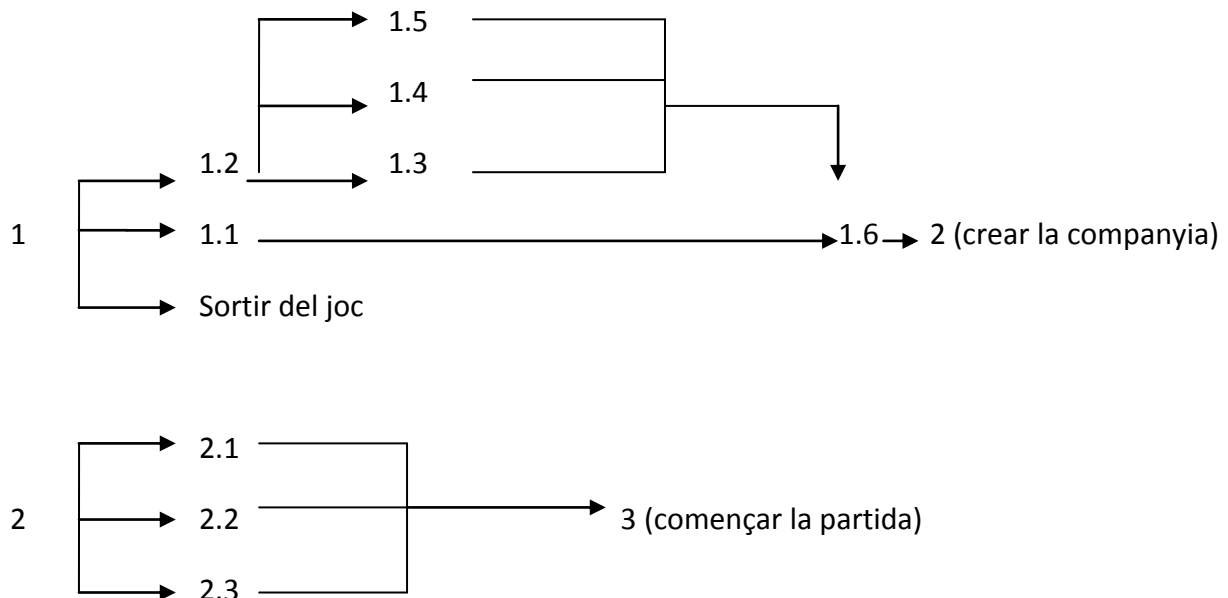 1.5
1.4
1.2 1.3
1 1.1 1.6 2 (crear la companyia)
Sortir del joc
2.1
2 2.2 3 (començar la partida)
2.3